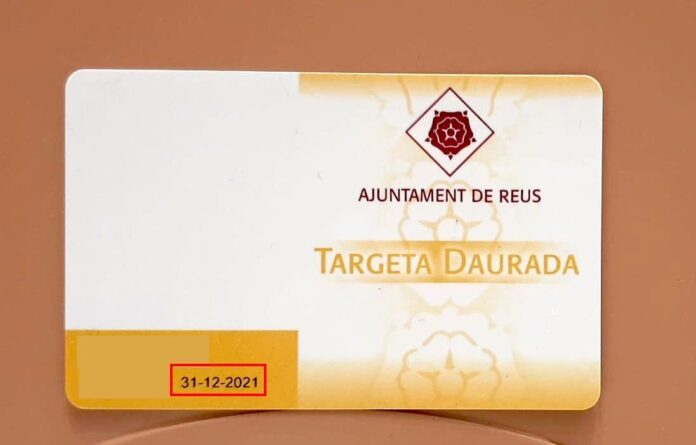 AJUNTAMENT DE REUS
TARGETA DAURADA
31-12-2021